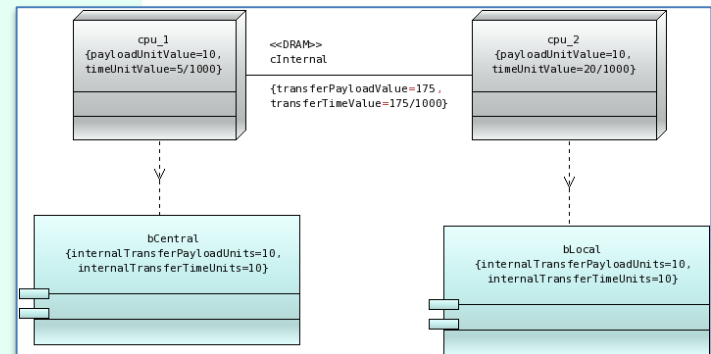 cpu_1
{payloadUnitValue=10,
timeUnitValue=5/1000}
<<DRAM>>
cInternal
{transferPayloadValue=175,
transferTimeValue=175/1000}
cpu_2
{payloadUnitValue=10,
timeUnitValue=20/1000}
bCentral
{internalTransferPayloadUnits=10,
internalTransferTimeUnits=10}
bLocal
{internalTransferPayloadUnits=10,
internalTransferTimeUnits=10}